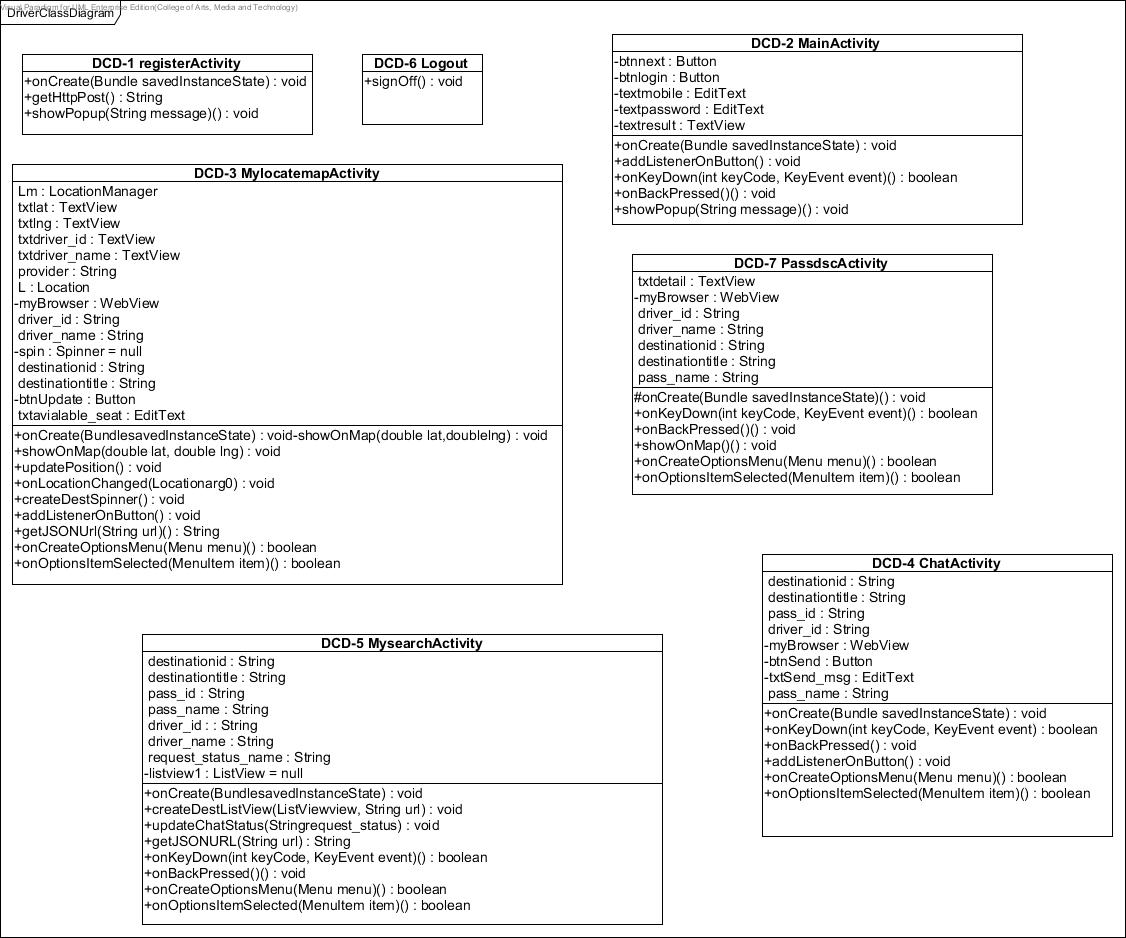 Visual Paradigm for UML Enterprise Edition(College of Arts, Media and Technology)
DriverClassDiagram
DCD-1 registerActivity
+onCreate(Bundle savedInstanceState) : void
+getHttpPost() : String
+showPopup(String message)() : void
DCD-6 Logout
+signOff() : void
DCD-2 MainActivity
-btnnext : Button
-btnlogin : Button
-textmobile : EditText
-textpassword : EditText
-textresult : TextView
+onCreate(Bundle savedInstanceState) : void
+addListenerOnButton() : void
+onKeyDown(int keyCode, KeyEvent event)() : boolean
+onBackPressed()() : void
+showPopup(String message)() : void
DCD-3 MylocatemapActivity
Lm : LocationManager
txtlat : TextView
txtlng : TextView
txtdriver_id : TextView
txtdriver_name : TextView
provider : String
L : Location
-myBrowser : WebView
driver_id : String
driver_name : String
-spin : Spinner = null
destinationid : String
destinationtitle : String
-btnUpdate : Button
txtavialable_seat : EditText
+onCreate(BundlesavedInstanceState) : void-showOnMap(double lat,doublelng) : void
+showOnMap(double lat, double lng) : void
+updatePosition() : void
+onLocationChanged(Locationarg0) : void
+createDestSpinner() : void
+addListenerOnButton() : void
+getJSONUrl(String url)() : String
+onCreateOptionsMenu(Menu menu)() : boolean
+onOptionsItemSelected(MenuItem item)() : boolean
DCD-7 PassdscActivity
txtdetail : TextView
-myBrowser : WebView
driver_id : String
driver_name : String
destinationid : String
destinationtitle : String
pass_name : String
#onCreate(Bundle savedInstanceState)() : void
+onKeyDown(int keyCode, KeyEvent event)() : boolean
+onBackPressed()() : void
+showOnMap()() : void
+onCreateOptionsMenu(Menu menu)() : boolean
+onOptionsItemSelected(MenuItem item)() : boolean
DCD-4 ChatActivity
destinationid : String
destinationtitle : String
pass_id : String
driver_id : String
-myBrowser : WebView
-btnSend : Button
-txtSend_msg : EditText
pass_name : String
+onCreate(Bundle savedInstanceState) : void
+onKeyDown(int keyCode, KeyEvent event) : boolean
+onBackPressed() : void
+addListenerOnButton() : void
+onCreateOptionsMenu(Menu menu)() : boolean
+onOptionsItemSelected(MenuItem item)() : boolean
DCD-5 MysearchActivity
destinationid : String
destinationtitle : String
pass_id : String
pass_name : String
driver_id : : String
driver_name : String
request_status_name : String
-listview1 : ListView = null
+onCreate(BundlesavedInstanceState) : void
+createDestListView(ListViewview, String url) : void
+updateChatStatus(Stringrequest_status) : void
+getJSONURL(String url) : String
+onKeyDown(int keyCode, KeyEvent event)() : boolean
+onBackPressed()() : void
+onCreateOptionsMenu(Menu menu)() : boolean
+onOptionsItemSelected(MenuItem item)() : boolean